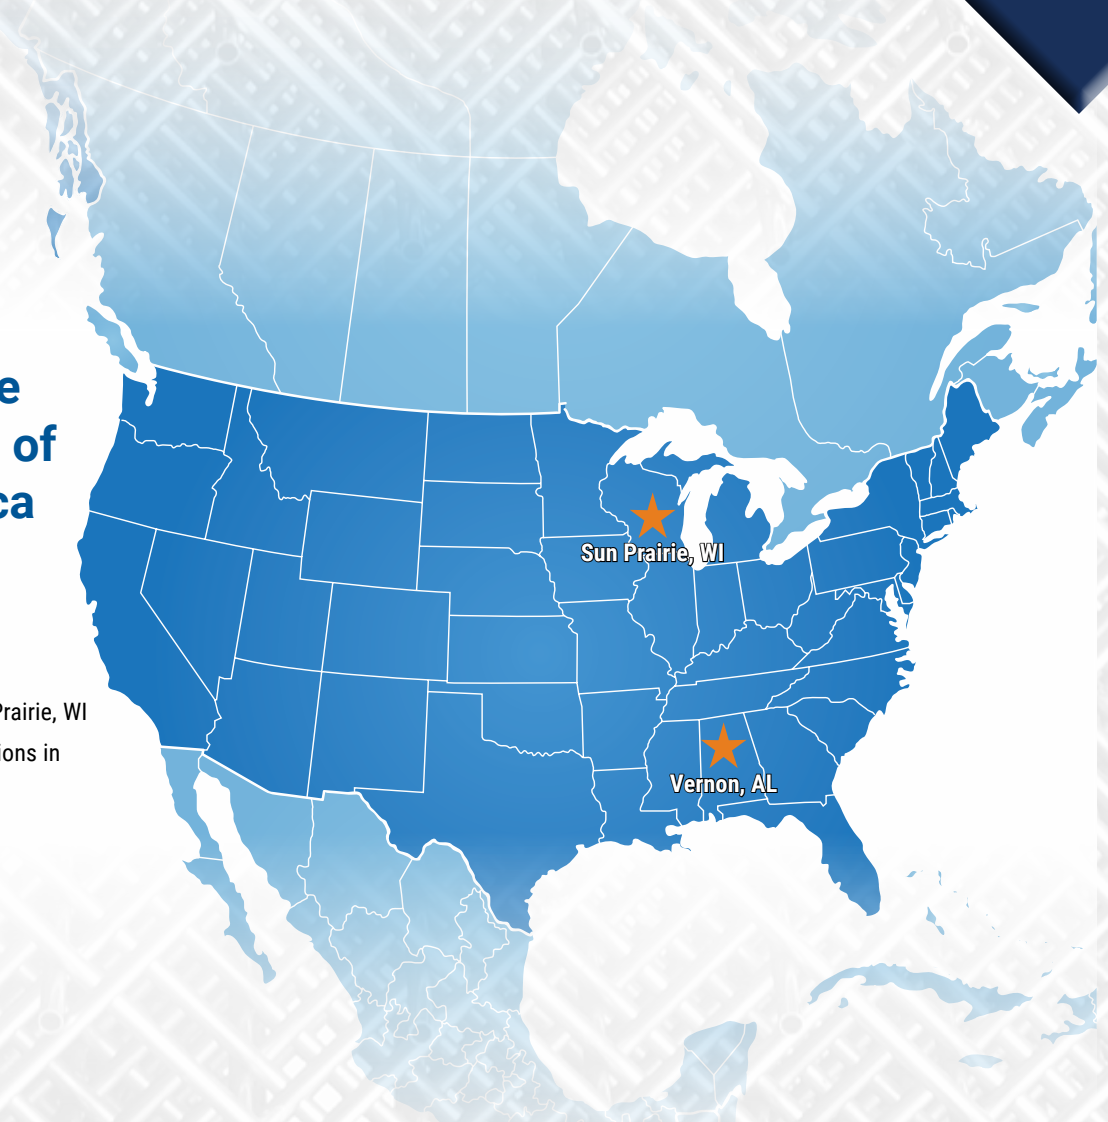 e
of
ca
Sun Prairie, WI
Prairie, WI
ions in
Vernon, AL